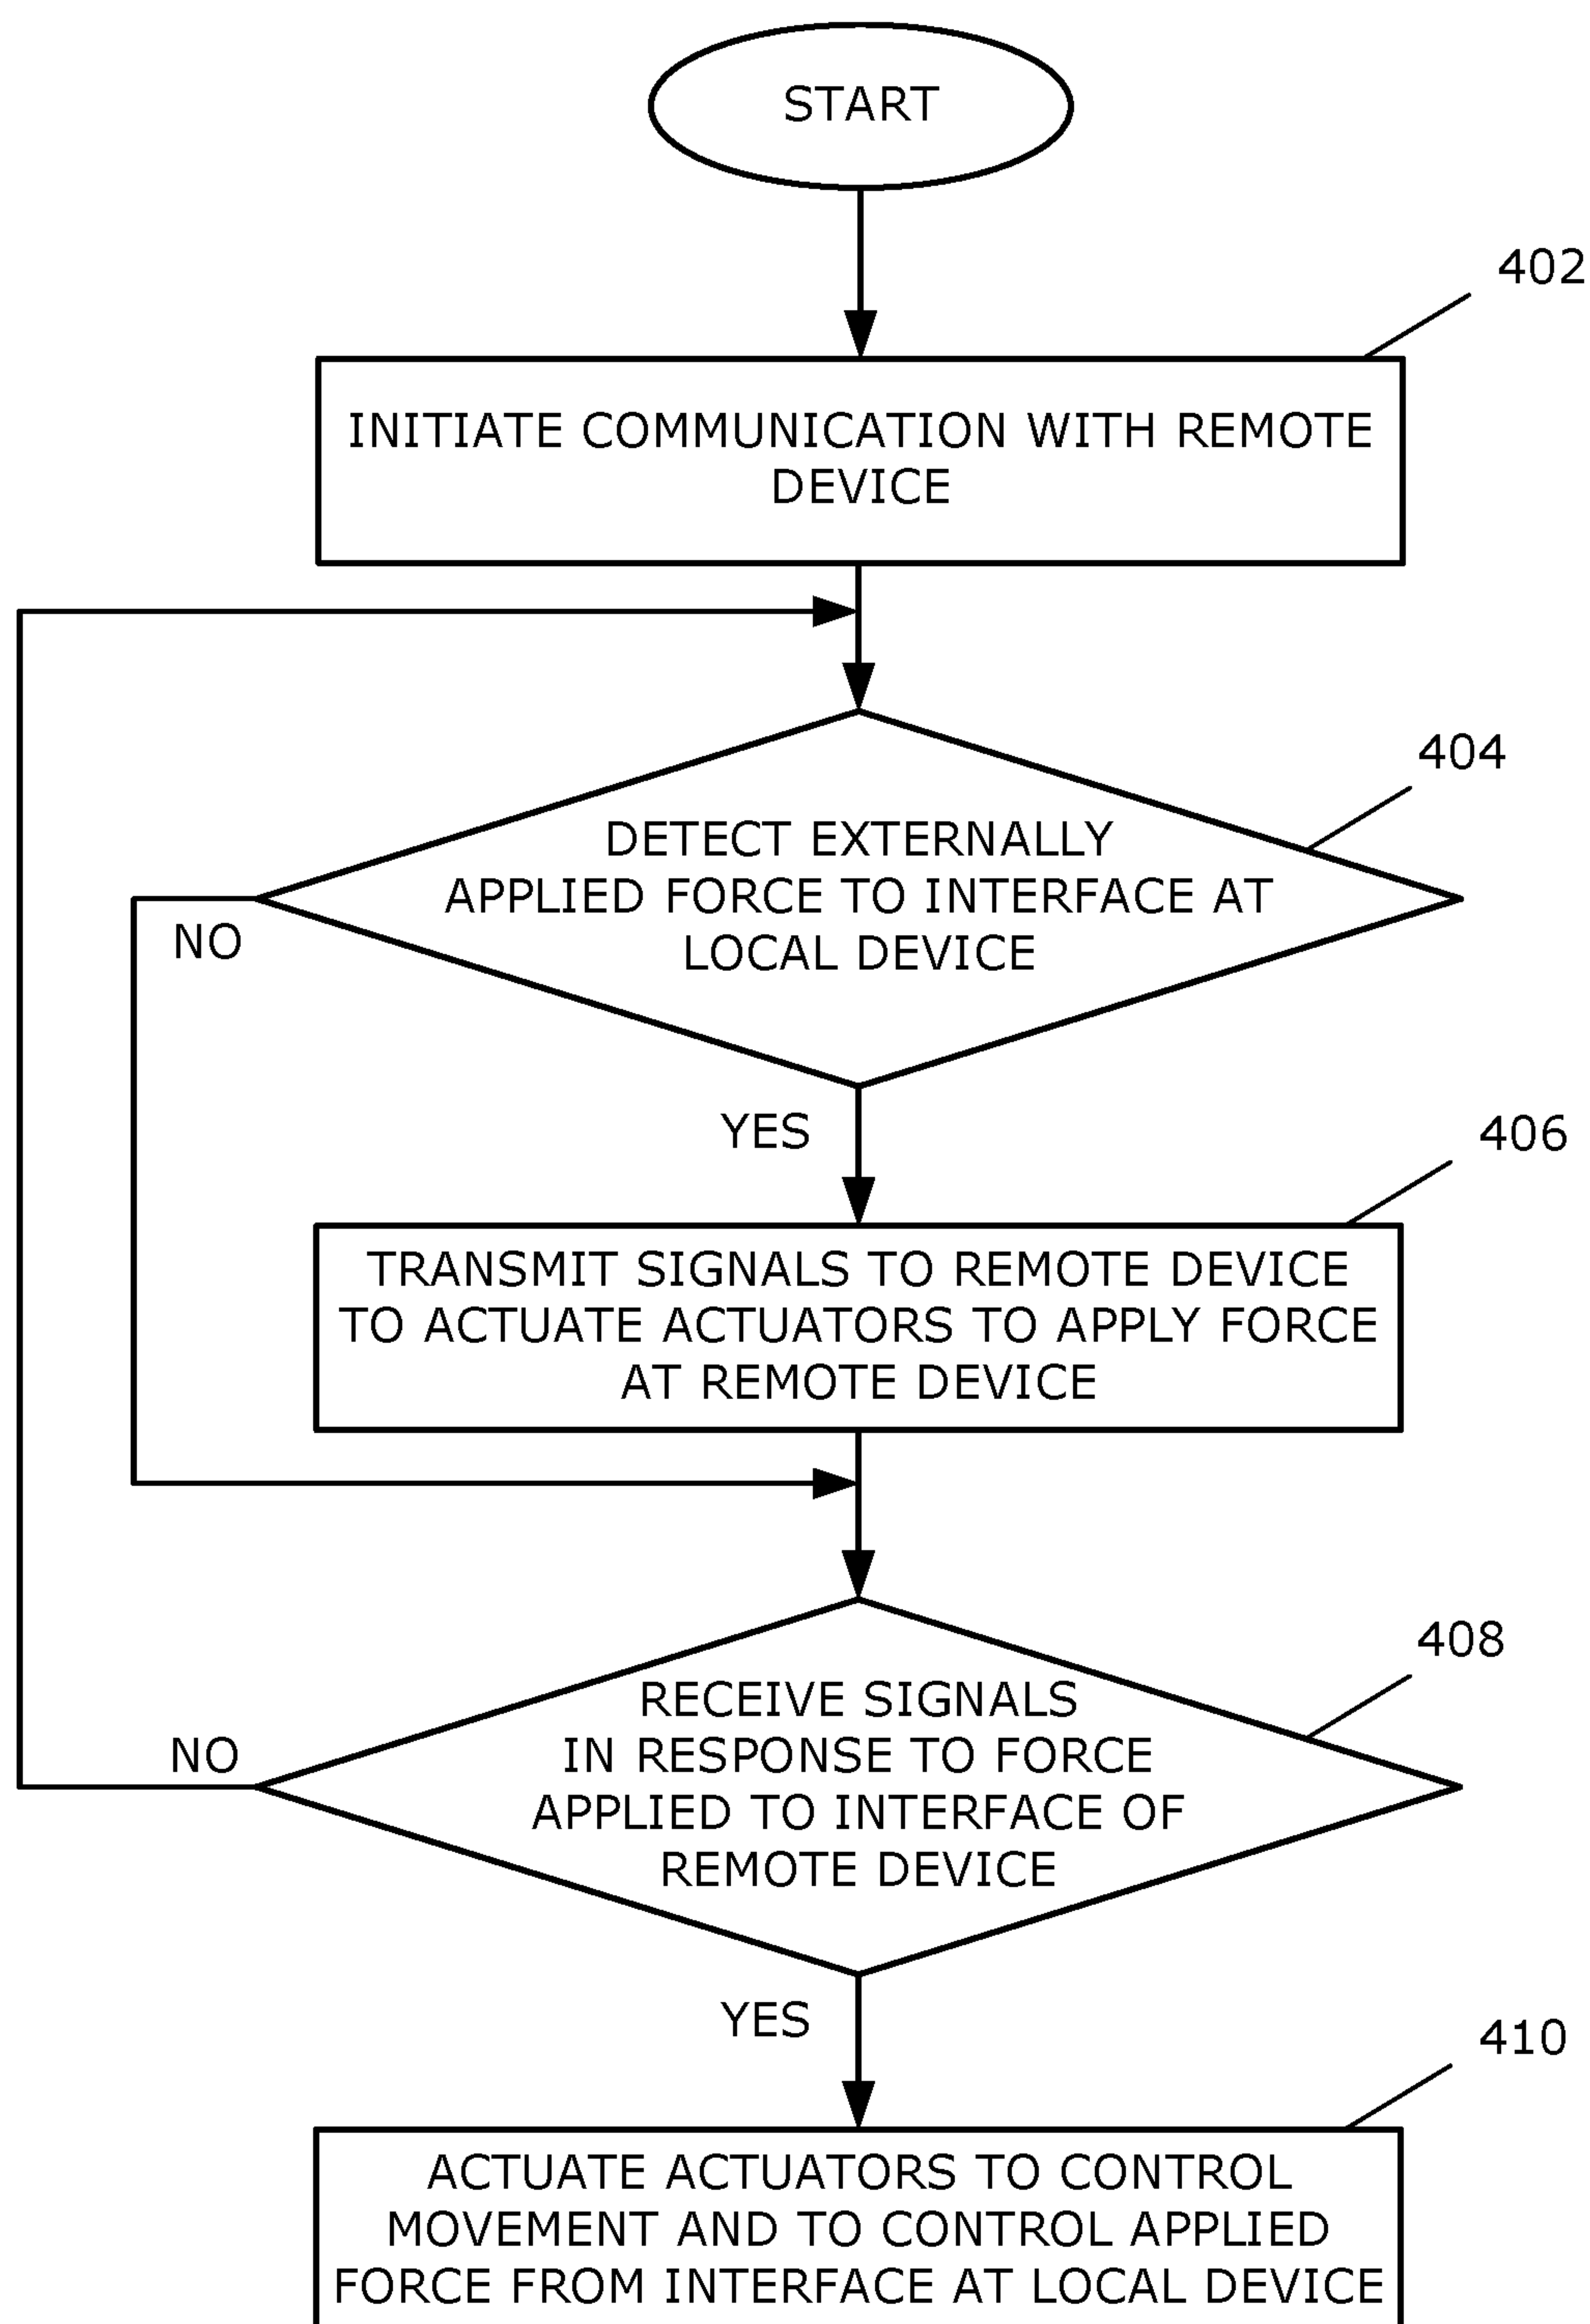 START
402
INITIATE COMMUNICATION WITH REMOTE
DEVICE
404
DETECT EXTERNALLY
APPLIED FORCE TO INTERFACE AT
LOCAL DEVICE
NO
YES
406
TRANSMIT SIGNALS TO REMOTE DEVICE
TO ACTUATE ACTUATORS TO APPLY FORCE
AT REMOTE DEVICE
408
RECEIVE SIGNALS
IN RESPONSE TO FORCE
APPLIED TO INTERFACE OF
REMOTE DEVICE
NO
YES
410
ACTUATE ACTUATORS TO CONTROL
MOVEMENT AND TO CONTROL APPLIED
FORCE FROM INTERFACE AT LOCAL DEVICE